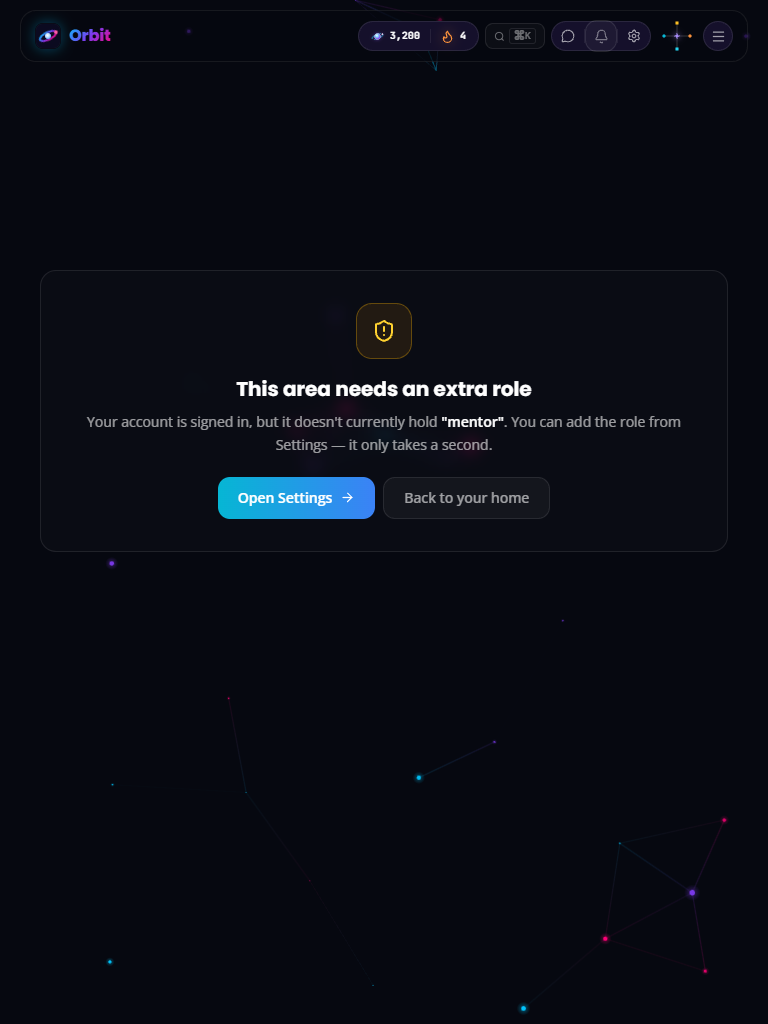 Orbit
3,200
4
⌘K
This area needs an extra role
Your account is signed in, but it doesn't currently hold "mentor". You can add the role from
Settings — it only takes a second.
Open Settings →
Back to your home